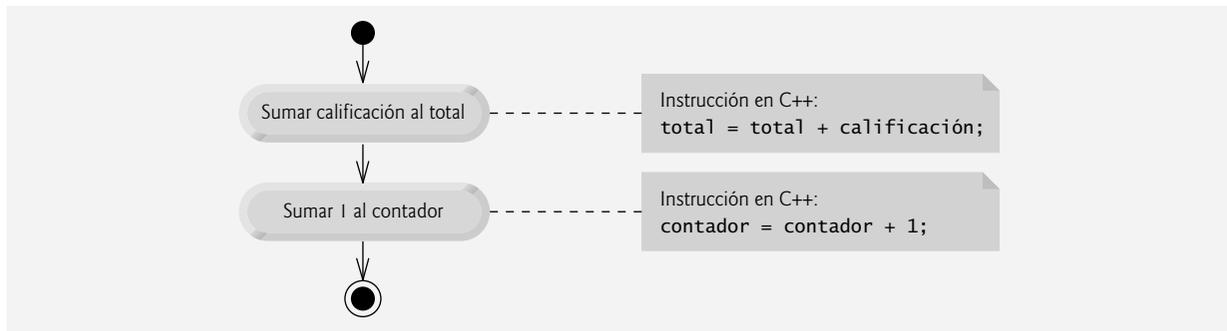 Sumar calificación al total
Instrucción en C++:
total = total + calificación;
Sumar 1 al contador
Instrucción en C++:
contador = contador + 1;